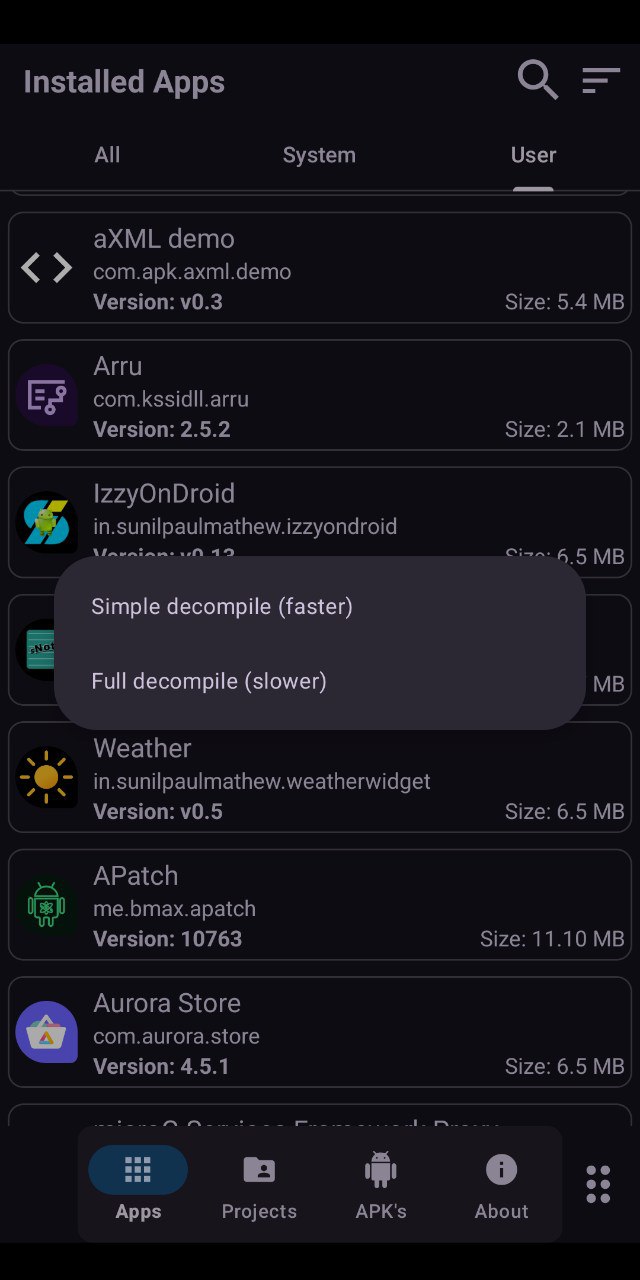 Installed Apps
All
System
User
aXML demo
com.apk.axml.demo
Version: v0.3
Size: 5.4 MB
Arru
com.kssidll.arru
Version: 2.5.2
Size: 2.1 MB
IzzyOnDroid
in.sunilpaulmathew.izzyondroid
Version: v0.13
Size: 6.5 MB
Simple decompile (faster)
Full decompile (slower)
MB
Weather
in.sunilpaulmathew.weatherwidget
Version: v0.5
Size: 6.5 MB
APatch
me.bmax.apatch
Version: 10763
Size: 11.10 MB
Aurora Store
com.aurora.store
Version: 4.5.1
Size: 6.5 MB
microG Services Framework Proxy
Apps
Projects
APK's
About